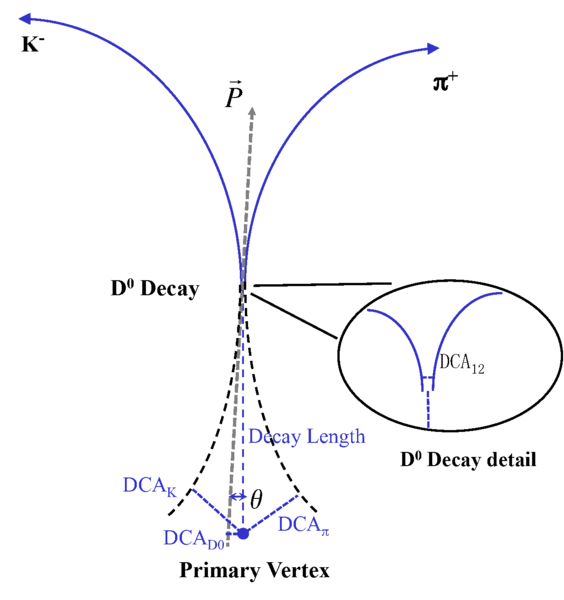 K⁻
π⁺
P⃗
D⁰ Decay
DCA₁₂
Decay Length
D⁰ Decay detail
DCA_K
θ
DCA_π
DCA_D0
Primary Vertex